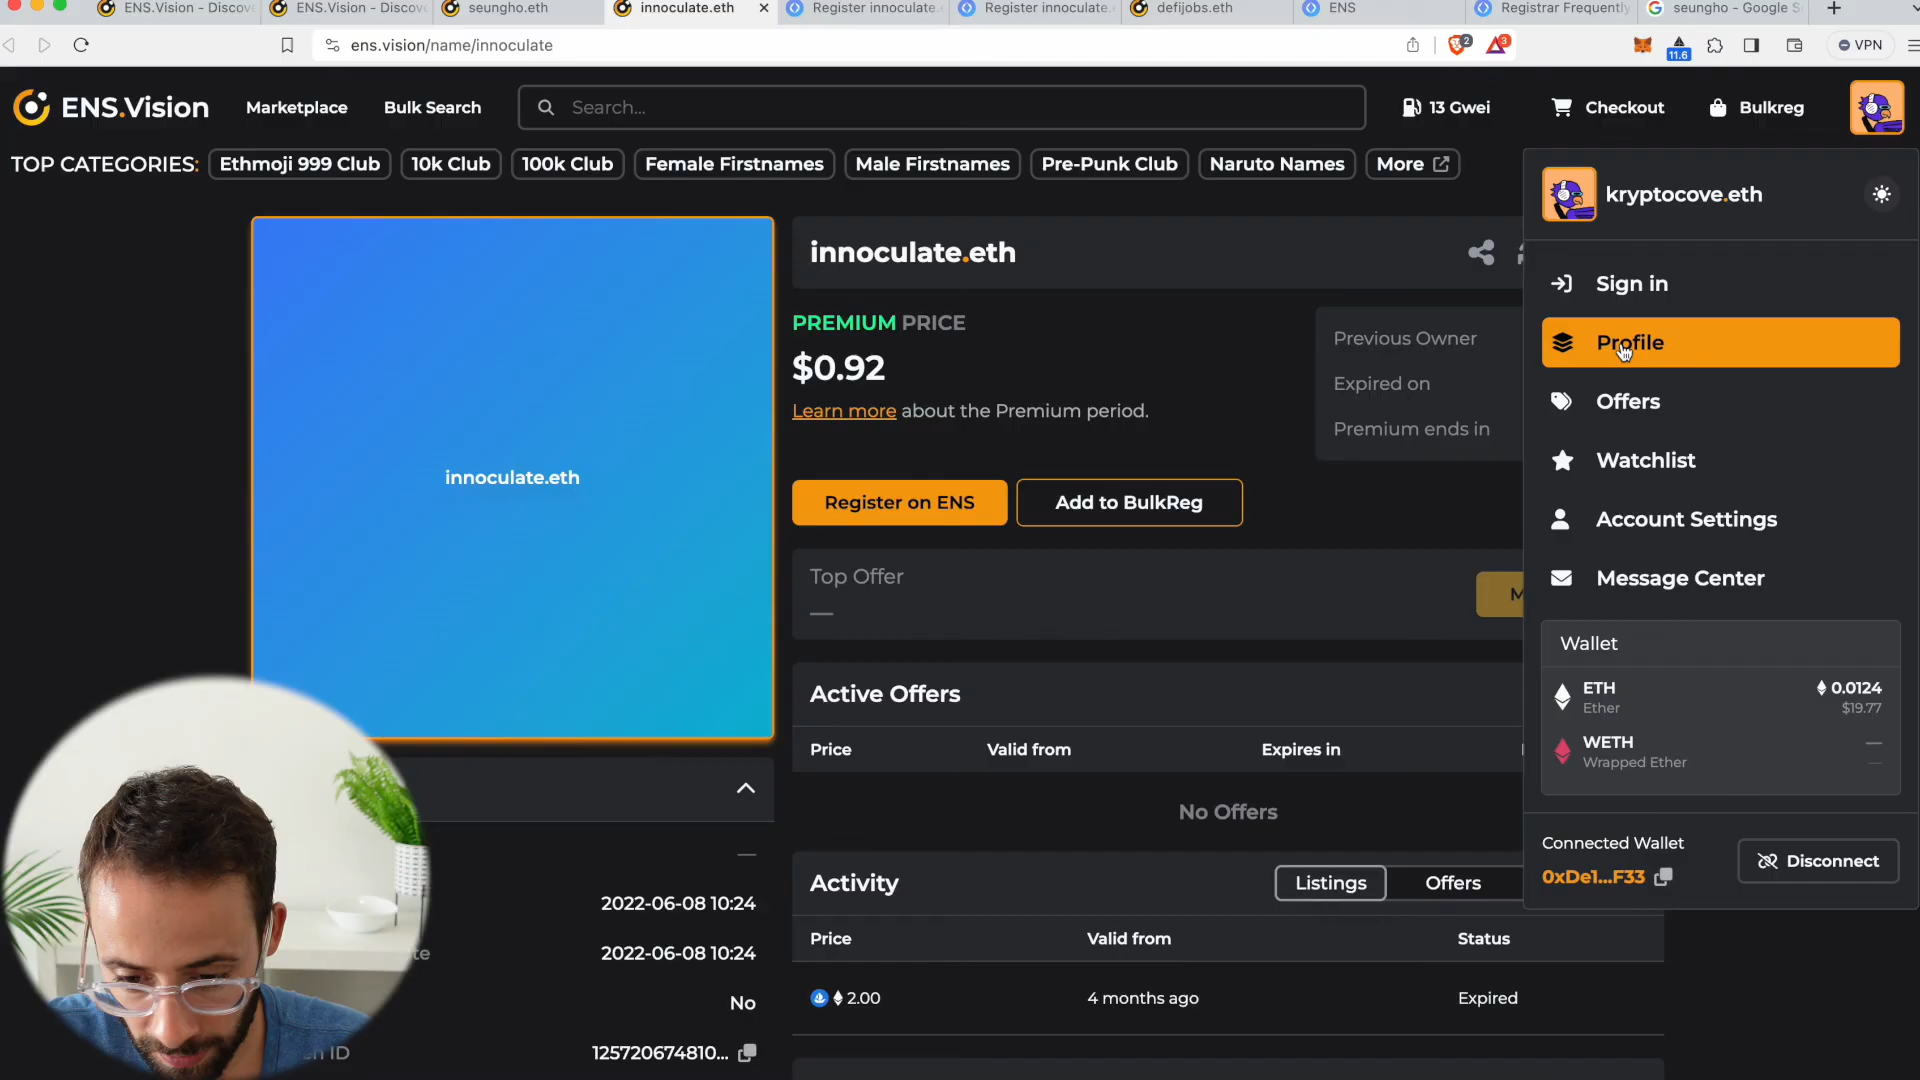 ENS.Vision - Discov
ENS.Vision - Discov
seungho.eth
innoculate.eth
Register innoculate.
Register innoculate.
defijobs.eth
ENS
Registrar Frequently
seungho - Google S
ens.vision/name/innoculate
2
3
11.6
VPN
ENS.Vision
Marketplace
Bulk Search
Search...
13 Gwei
Checkout
Bulkreg
TOP CATEGORIES:
Ethmoji 999 Club
10k Club
100k Club
Female Firstnames
Male Firstnames
Pre-Punk Club
Naruto Names
More
innoculate.eth
innoculate.eth
PREMIUM PRICE
$0.92
Learn more about the Premium period.
Previous Owner
Expired on
Premium ends in
Register on ENS
Add to BulkReg
Top Offer
—
M
Active Offers
Price
Valid from
Expires in
No Offers
Activity
Listings
Offers
Price
Valid from
Status
2.00
4 months ago
Expired
—
2022-06-08 10:24
te
2022-06-08 10:24
No
n ID
125720674810...
kryptocove.eth
Sign in
Profile
Offers
Watchlist
Account Settings
Message Center
Wallet
ETH
0.0124
Ether
$19.77
WETH
—
Wrapped Ether
—
Connected Wallet
0xDe1...F33
Disconnect